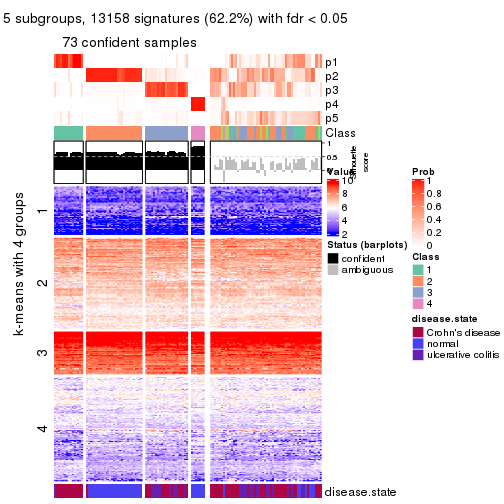 5 subgroups, 13158 signatures (62.2%) with fdr < 0.05
73 confident samples
p1
p2
p3
p4
p5
Class
1
0.5
0
silhouette
score
k-means with 4 groups
1
2
3
4
disease.state
Value
10
8
6
4
2
Status (barplots)
confident
ambiguous
Prob
1
0.8
0.6
0.4
0.2
0
Class
1
2
3
4
disease.state
Crohn's disease
normal
ulcerative colitis